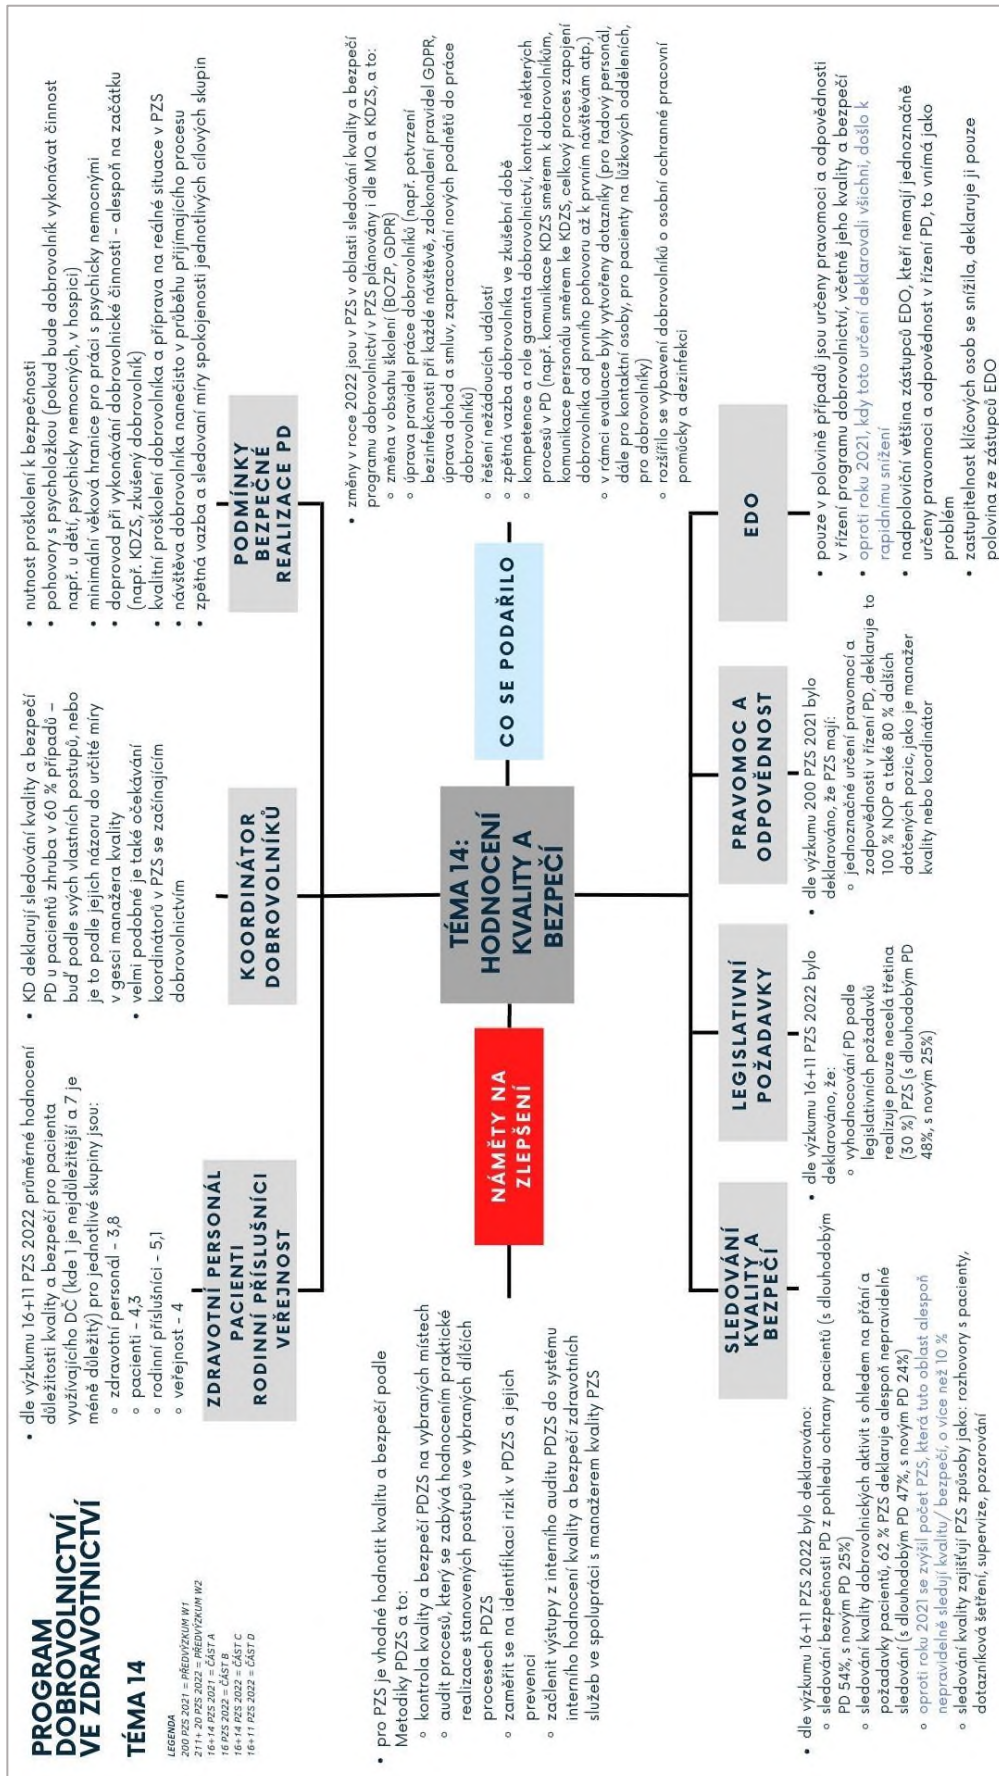 PROGRAM
DOBROVOLNICTVÍ
VE ZDRAVOTNICTVÍ
TÉMA 14
LEGENDA
200 PZS 2021 = PŘEDVÝZKUM W1
211+ 20 PZS 2022 = PŘEDVÝZKUM W2
16+14 PZS 2021 = ČÁST A
16 PZS 2022 = ČÁST B
16+14 PZS 2022 = ČÁST C
16+11 PZS 2022 = ČÁST D
• dle výzkumu 16+11 PZS 2022 průměrné hodnocení
důležitosti kvality a bezpečí pro pacienta
využívajícího DČ (kde 1 je nejdůležitější a 7 je
méně důležitý) pro jednotlivé skupiny jsou:
◦ zdravotní personál – 3,8
◦ pacienti – 4,3
◦ rodinní příslušníci – 5,1
◦ veřejnost – 4
ZDRAVOTNÍ PERSONÁL
PACIENTI
RODINNÍ PŘÍSLUŠNÍCI
VEŘEJNOST
• KD deklarují sledování kvality a bezpečí
PD u pacientů zhruba v 60 % případů –
buď podle svých vlastních postupů, nebo
je to podle jejich názoru do určité míry
v gesci manažera kvality
• velmi podobné je také očekávání
koordinátorů v PZS se začínajícím
dobrovolnictvím
KOORDINÁTOR
DOBROVOLNÍKŮ
• nutnost proškolení k bezpečnosti
• pohovory s psycholožkou (pokud bude dobrovolník vykonávat činnost
např. u dětí, psychicky nemocných, v hospici)
• minimální věková hranice pro práci s psychicky nemocnými
• doprovod při vykonávání dobrovolnické činnosti – alespoň na začátku
(např. KDZS, zkušený dobrovolník)
• kvalitní proškolení dobrovolníka a příprava na reálné situace v PZS
• návštěva dobrovolníka nanečisto v průběhu přijímajícího procesu
• zpětná vazba a sledovaní míry spokojenosti jednotlivých cílových skupin
PODMÍNKY
BEZPEČNÉ
REALIZACE PD
• pro PZS je vhodné hodnotit kvalitu a bezpečí podle
Metodiky PDZS a to:
◦ kontrola kvality a bezpečí PDZS na vybraných místech
◦ audit procesů, který se zabývá hodnocením praktické
realizace stanovených postupů ve vybraných dílčích
procesech PDZS
◦ zaměřit se na identifikaci rizik v PDZS a jejich
prevenci
◦ začlenit výstupy z interního auditu PDZS do systému
interního hodnocení kvality a bezpečí zdravotních
služeb ve spolupráci s manažerem kvality PZS
NÁMĚTY NA
ZLEPŠENÍ
TÉMA 14:
HODNOCENÍ
KVALITY A
BEZPEČÍ
CO SE PODAŘILO
• změny v roce 2022 jsou v PZS v oblasti sledování kvality a bezpečí
programu dobrovolnictví v PZS plánovány i dle MQ a KDZS, a to:
◦ změna v obsahu školení (BOZP, GDPR)
◦ úprava pravidel práce dobrovolníků (např. potvrzení
bezinfekčnosti při každé návštěvě, zdokonalení pravidel GDPR,
úprava dohod a smluv, zapracování nových podnětů do práce
dobrovolníků)
◦ řešení nežádoucích událostí
◦ zpětná vazba dobrovolníka ve zkušební době
◦ kompetence a role garanta dobrovolnictví, kontrola některých
procesů v PD (např. komunikace KDZS směrem k dobrovolníkům,
komunikace personálu směrem ke KDZS, celkový proces zapojení
dobrovolníka od prvního pohovoru až k prvním návštěvám atp.)
◦ v rámci evaluace byly vytvořeny dotazníky (pro řadový personál,
dále pro kontaktní osoby, pro pacienty na lůžkových odděleních,
pro dobrovolníky)
◦ rozšířilo se vybavení dobrovolníků o osobní ochranné pracovní
pomůcky a dezinfekci
SLEDOVÁNÍ
KVALITY A
BEZPEČÍ
• dle výzkumu 16+11 PZS 2022 bylo deklarováno:
◦ sledování bezpečnosti PD z pohledu ochrany pacientů (s dlouhodobým
PD 54%, s novým PD 25%)
◦ sledování kvality dobrovolnických aktivit s ohledem na přání a
požadavky pacientů, 62 % PZS deklaruje alespoň nepravidelné
sledování (s dlouhodobým PD 47%, s novým PD 24%)
◦ oproti roku 2021 se zvýšil počet PZS, která tuto oblast alespoň
nepravidelně sledují kvalitu/ bezpečí, o více než 10 %
◦ sledování kvality zajišťují PZS způsoby jako: rozhovory s pacienty,
dotazníková šetření, supervize, pozorování
LEGISLATIVNÍ
POŽADAVKY
• dle výzkumu 16+11 PZS 2022 bylo
deklarováno, že:
◦ vyhodnocování PD podle
legislativních požadavků
realizuje pouze necelá třetina
(30 %) PZS (s dlouhodobým PD
48%, s novým 25%)
PRAVOMOC A
ODPOVĚDNOST
• dle výzkumu 200 PZS 2021 bylo
deklarováno, že PZS mají:
◦ jednoznačné určení pravomocí a
zodpovědnosti v řízení PD, deklaruje to
100 % NOP a také 80 % dalších
dotčených pozic, jako je manažer
kvality nebo koordinátor
EDO
• pouze v polovině případů jsou určeny pravomoci a odpovědnosti
v řízení programu dobrovolnictví, včetně jeho kvality a bezpečí
• oproti roku 2021, kdy toto určení deklarovali všichni, došlo k
rapidnímu snížení
• nadpoloviční většina zástupců EDO, kteří nemají jednoznačně
určeny pravomoci a odpovědnost v řízení PD, to vnímá jako
problém
• zastupitelnost klíčových osob se snížila, deklaruje ji pouze
polovina ze zástupců EDO